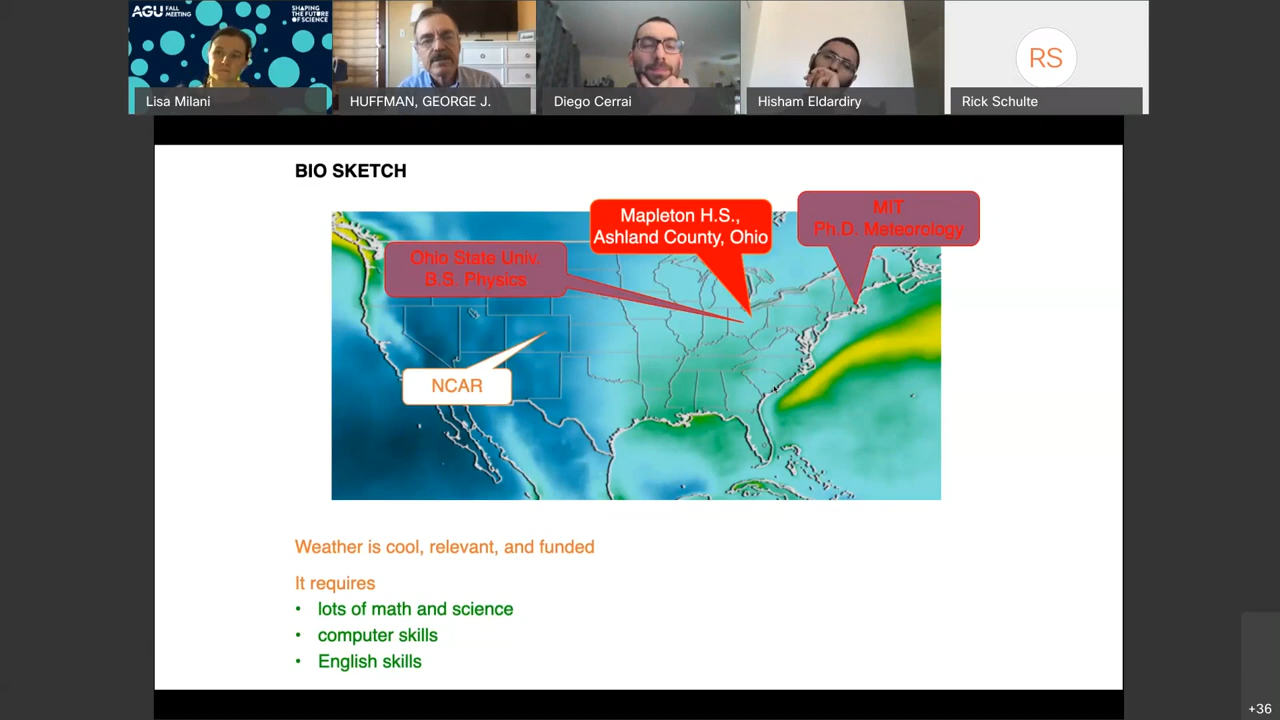 AGU FALL MEETING
SHAPING THE FUTURE OF SCIENCE
Lisa Milani
HUFFMAN, GEORGE J.
Diego Cerrai
Hisham Eldardiry
RS
Rick Schulte
BIO SKETCH
Mapleton H.S.,
Ashland County, Ohio
MIT
Ph.D. Meteorology
Ohio State Univ.
B.S. Physics
NCAR
Weather is cool, relevant, and funded
It requires
• lots of math and science
• computer skills
• English skills
+36